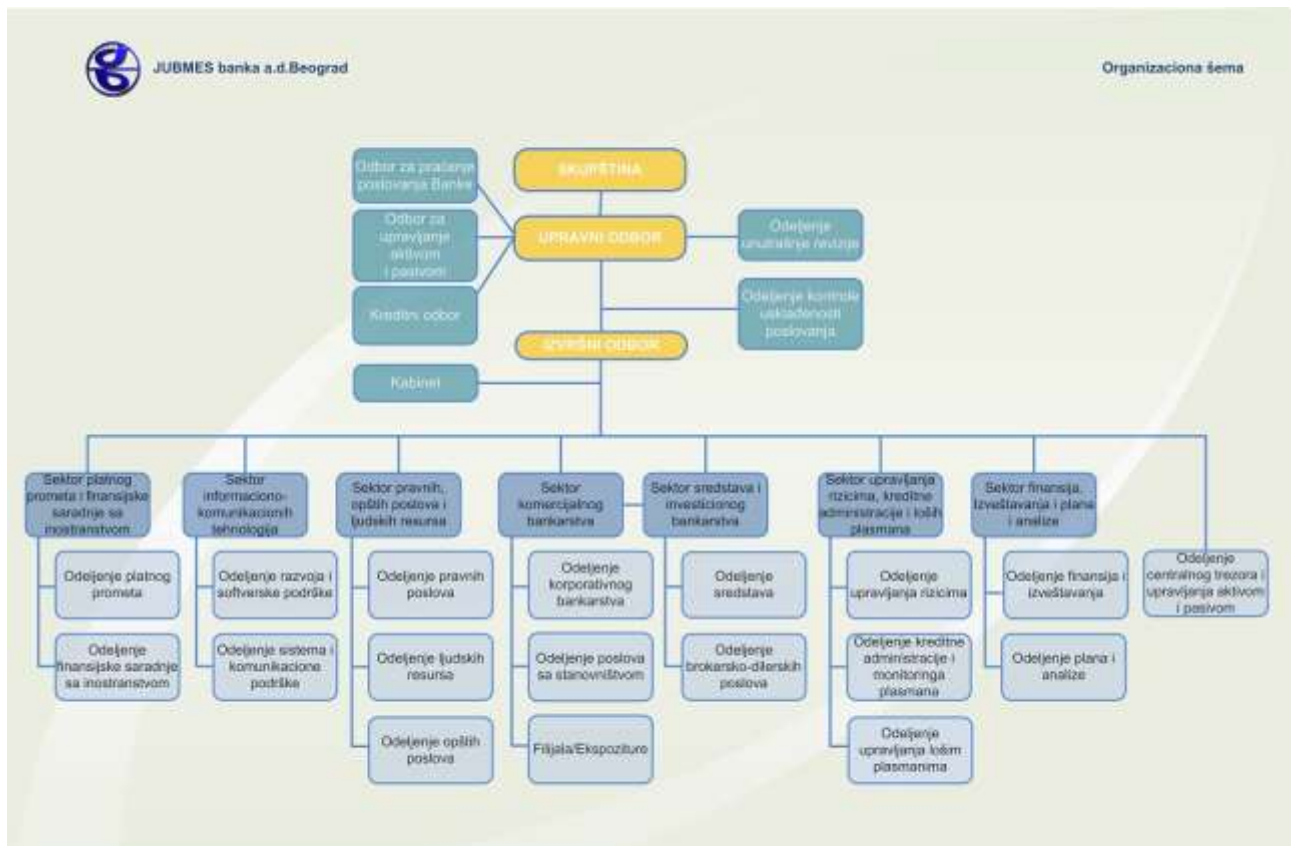 JUBMES banka a.d.Beograd
Organizaciona šema
SKUPŠTINA
Odbor za praćenje
poslovanja Banke
UPRAVNI ODBOR
Odbor za
upravljanje
aktivom
i pasivom
Odeljenje
unutrašnje revizije
Kreditni odbor
Odeljenje kontrole
usklađenosti
poslovanja
IZVRŠNI ODBOR
Kabinet
Sektor platnog
prometa i finansijske
saradnje sa
inostranstvom
Sektor
informaciono-
komunikacionih
tehnologija
Sektor pravnih,
opštih poslova i
ljudskih resursa
Sektor
komercijalnog
bankarstva
Sektor sredstava i
investicionog
bankarstva
Sektor upravljanja
rizicima, kreditne
administracije i loših
plasmana
Sektor finansija,
Izveštavanja i plana
i analize
Odeljenje platnog
prometa
Odeljenje razvoja i
softverske podrške
Odeljenje pravnih
poslova
Odeljenje
korporativnog
bankarstva
Odeljenje
sredstava
Odeljenje
upravljanja rizicima
Odeljenje finansija i
izveštavanja
Odeljenje
centralnog trezora i
upravljanja aktivom
i pasivom
Odeljenje
finansijske saradnje
sa inostranstvom
Odeljenje sistema i
komunikacione
podrške
Odeljenje ljudskih
resursa
Odeljenje poslova
sa stanovništvom
Odeljenje
brokersko-dilerskih
poslova
Odeljenje kreditne
administracije i
monitoringa
plasmana
Odeljenje plana i
analize
Odeljenje opštih
poslova
Filijala/Ekspoziture
Odeljenje
upravljanja lošim
plasmanima